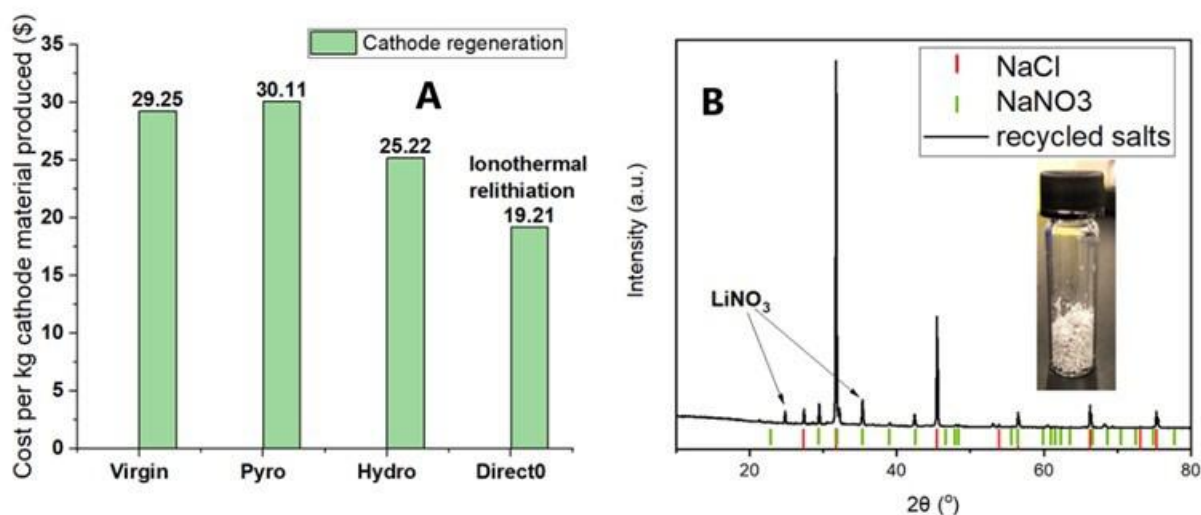 Cost per kg cathode material produced ($)
35
30
25
20
15
10
5
0
Cathode regeneration
A
29.25
30.11
25.22
Ionothermal
relithiation
19.21
Virgin
Pyro
Hydro
Direct0
B
NaCl
NaNO3
recycled salts
Intensity (a.u.)
LiNO₃
20
40
60
80
2θ (°)